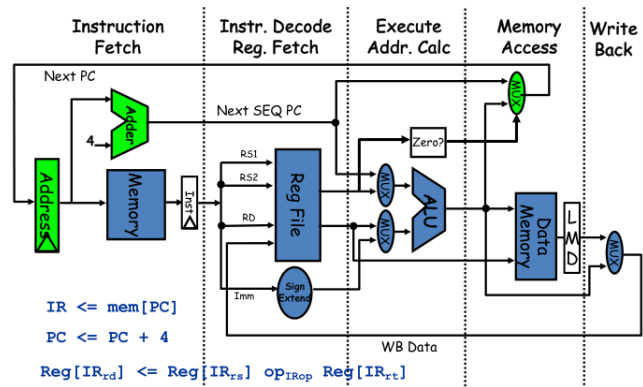 Instruction Fetch
Instr. Decode Reg. Fetch
Execute Addr. Calc
Memory Access
Write Back
Next PC
Next SEQ PC
4
Adder
MUX
Zero?
Address
Memory
Inst
RS1
RS2
RD
Imm
Reg File
Sign Extend
MUX
MUX
ALU
Data Memory
L M D
MUX
WB Data
IR <= mem[PC]
PC <= PC + 4
Reg[IRrd] <= Reg[IRrs] opIRop Reg[IRrt]